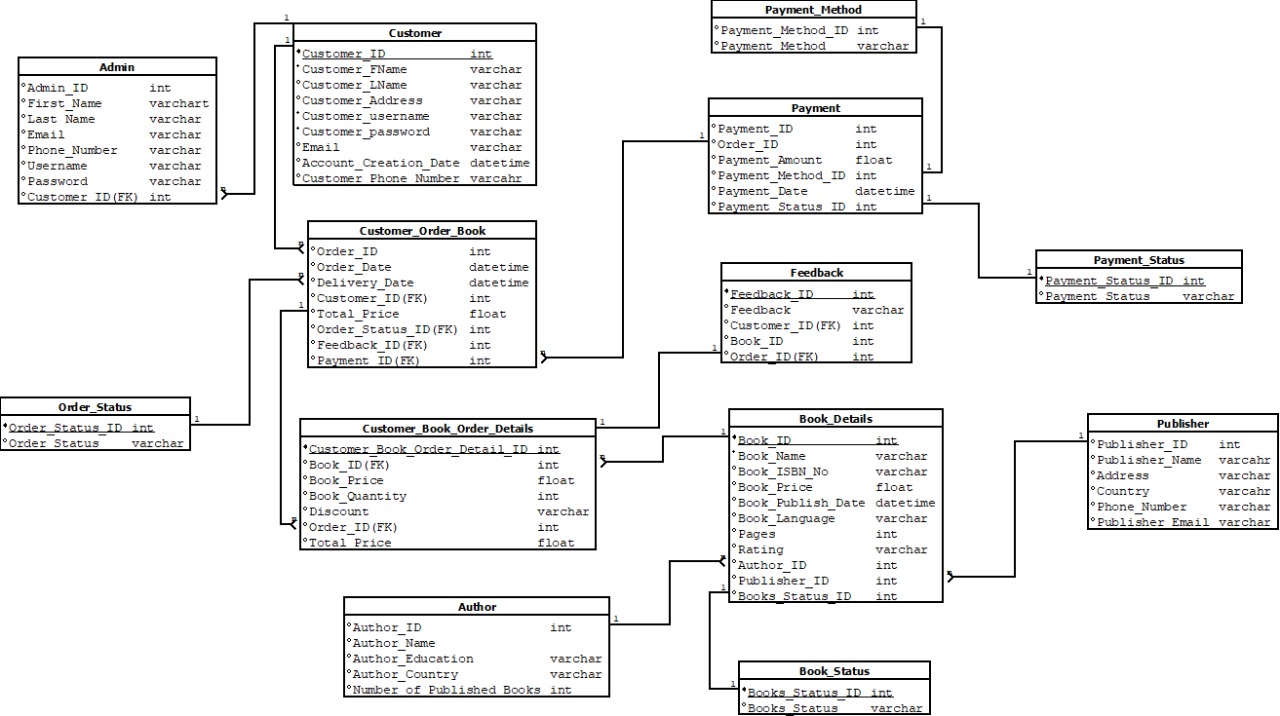 Payment_Method
Payment_Method_ID int
Payment_Method varchar
1
1
Customer
Customer_ID int
Customer_FName varchar
Customer_LName varchar
Customer_Address varchar
Customer_username varchar
Customer_password varchar
Email varchar
Account_Creation_Date datetime
Customer_Phone_Number varcahr
1
1
Admin
Admin_ID int
First_Name varchart
Last_Name varchar
Email varchar
Phone_Number varchar
Username varchar
Password varchar
Customer_ID(FK) int
n
Payment
Payment_ID int
Order_ID int
Payment_Amount float
Payment_Method_ID int
Payment_Date datetime
Payment_Status_ID int
1
1
Customer_Order_Book
Order_ID int
Order_Date datetime
Delivery_Date datetime
Customer_ID(FK) int
Total_Price float
Order_Status_ID(FK) int
Feedback_ID(FK) int
Payment_ID(FK) int
n
n
1
n
Payment_Status
Payment_Status_ID int
Payment_Status varchar
1
Feedback
Feedback_ID int
Feedback varchar
Customer_ID(FK) int
Book_ID int
Order_ID(FK) int
1
Order_Status
Order_Status_ID int
Order_Status varchar
1
Customer_Book_Order_Details
Customer_Book_Order_Detail_ID int
Book_ID(FK) int
Book_Price float
Book_Quantity int
Discount varchar
Order_ID(FK) int
Total_Price float
1
n
n
Book_Details
Book_ID int
Book_Name varchar
Book_ISBN_No varchar
Book_Price float
Book_Publish_Date datetime
Book_Language varchar
Pages int
Rating varchar
Author_ID int
Publisher_ID int
Books_Status_ID int
1
n
1
n
Publisher
Publisher_ID int
Publisher_Name varcahr
Address varchar
Country varcahr
Phone_Number varchar
Publisher_Email varchar
1
Author
Author_ID int
Author_Name
Author_Education varchar
Author_Country varchar
Number_of_Published_Books int
1
Book_Status
Books_Status_ID int
Books_Status varchar
1